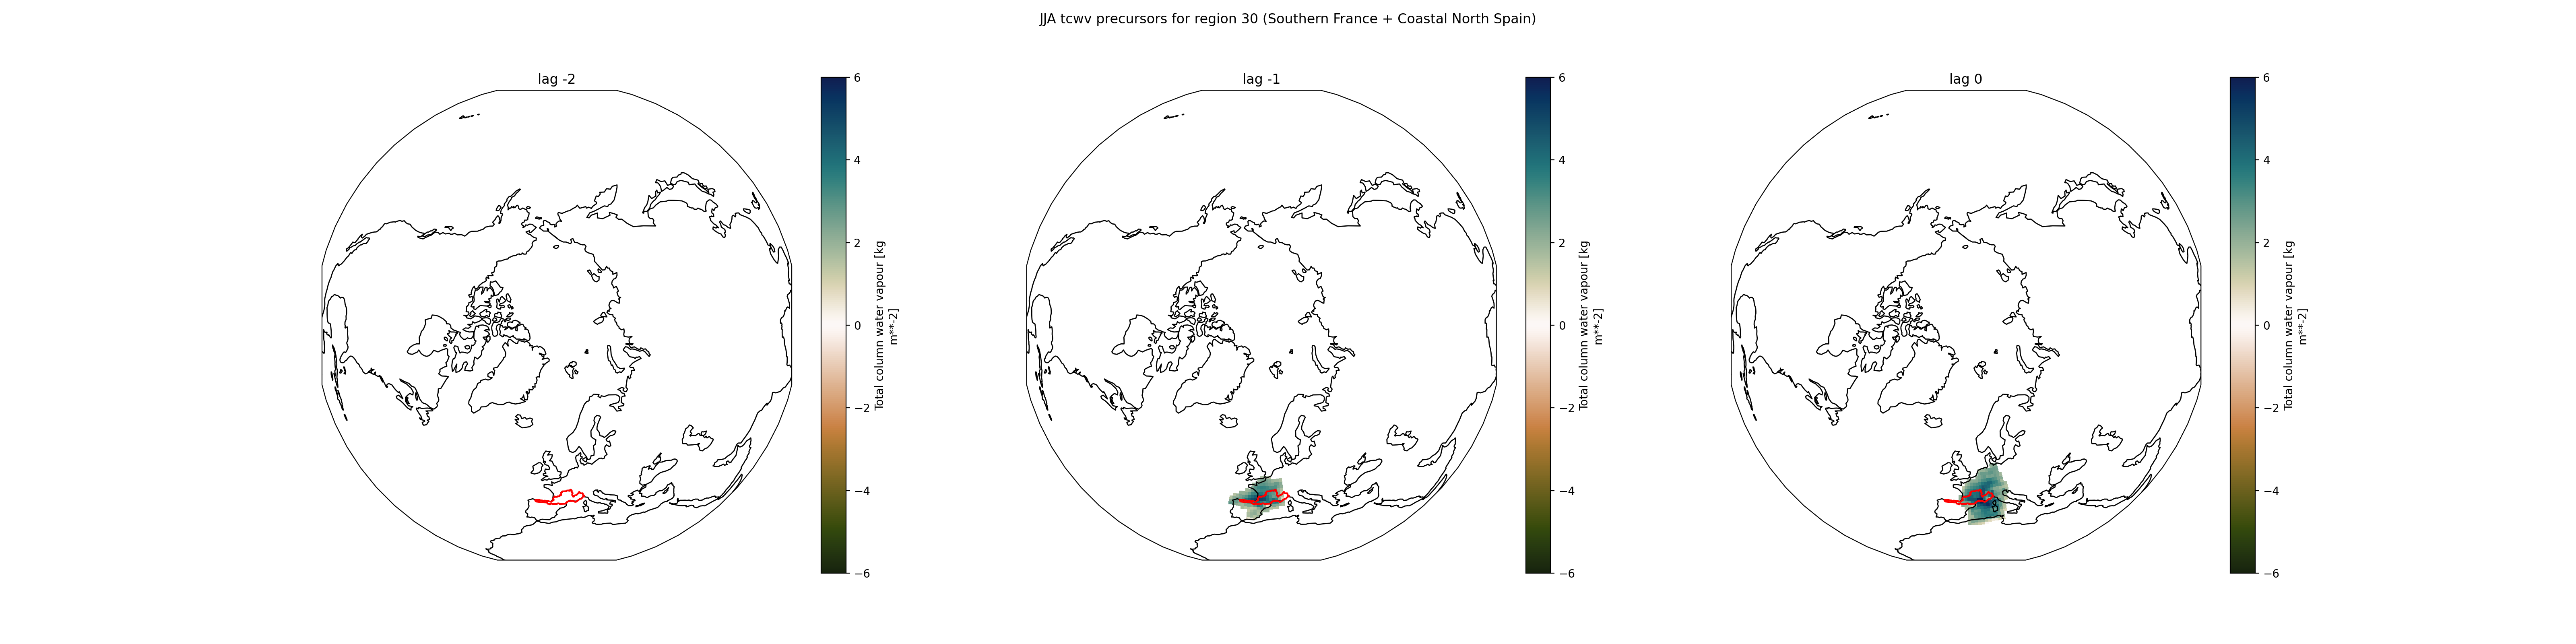 JJA tcwv precursors for region 30 (Southern France + Coastal North Spain)
lag -2
6
4
2
0
−2
−4
−6
Total column water vapour [kg
m**-2]
lag -1
6
4
2
0
−2
−4
−6
Total column water vapour [kg
m**-2]
lag 0
6
4
2
0
−2
−4
−6
Total column water vapour [kg
m**-2]